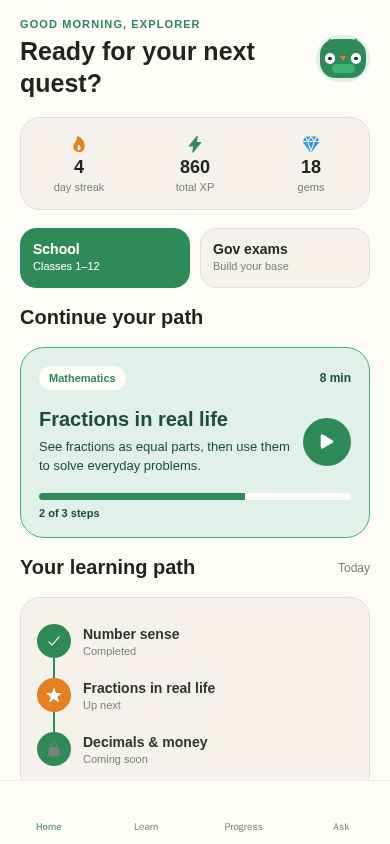 GOOD MORNING, EXPLORER
Ready for your next
quest?
4
day streak
860
total XP
18
gems
School
Classes 1–12
Gov exams
Build your base
Continue your path
Mathematics
8 min
Fractions in real life
See fractions as equal parts, then use them
to solve everyday problems.
2 of 3 steps
Your learning path
Today
Number sense
Completed
Fractions in real life
Up next
Decimals & money
Coming soon
Home
Learn
Progress
Ask